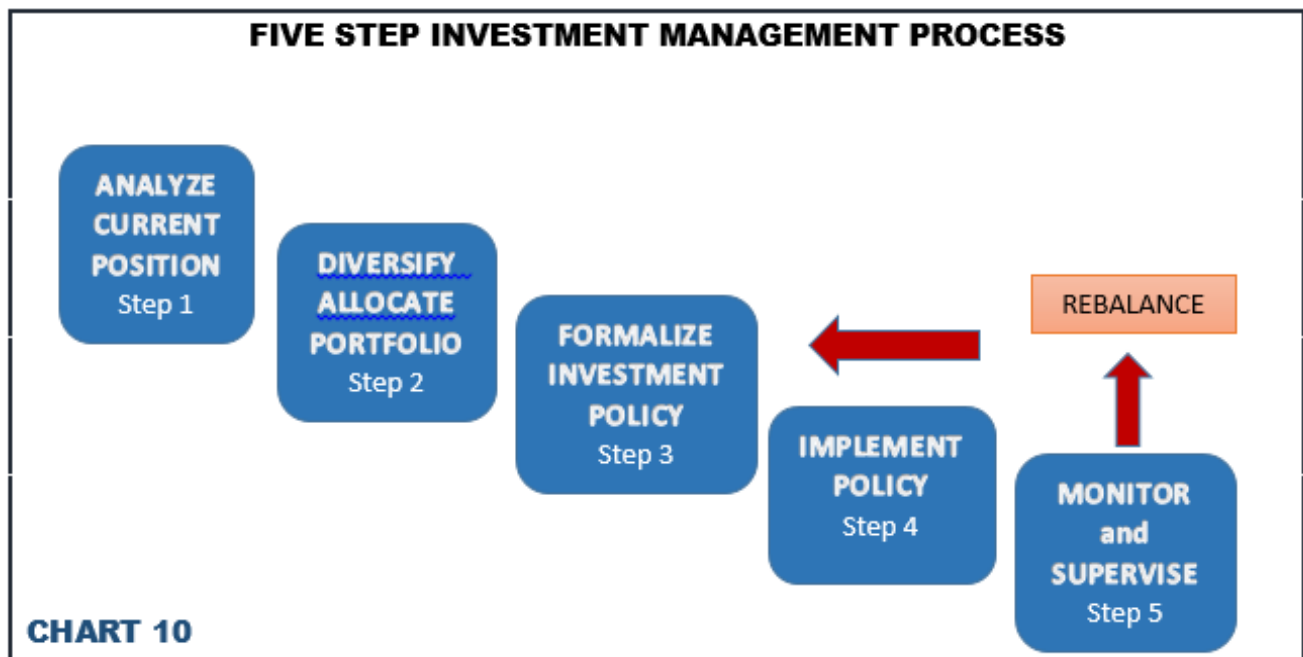 FIVE STEP INVESTMENT MANAGEMENT PROCESS
ANALYZE
CURRENT
POSITION
Step 1
DIVERSIFY
ALLOCATE
PORTFOLIO
Step 2
FORMALIZE
INVESTMENT
POLICY
Step 3
IMPLEMENT
POLICY
Step 4
MONITOR
and
SUPERVISE
Step 5
REBALANCE
CHART 10